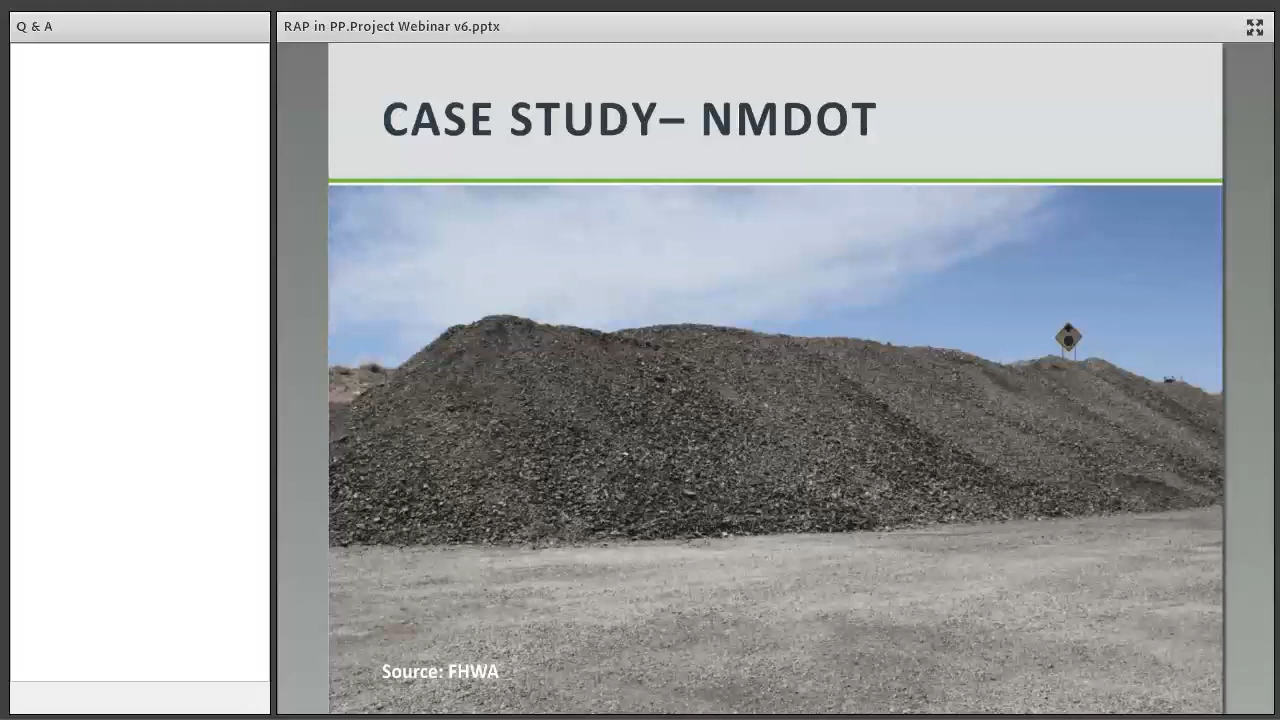 Q & A
RAP in PP.Project Webinar v6.pptx
CASE STUDY– NMDOT
Source: FHWA